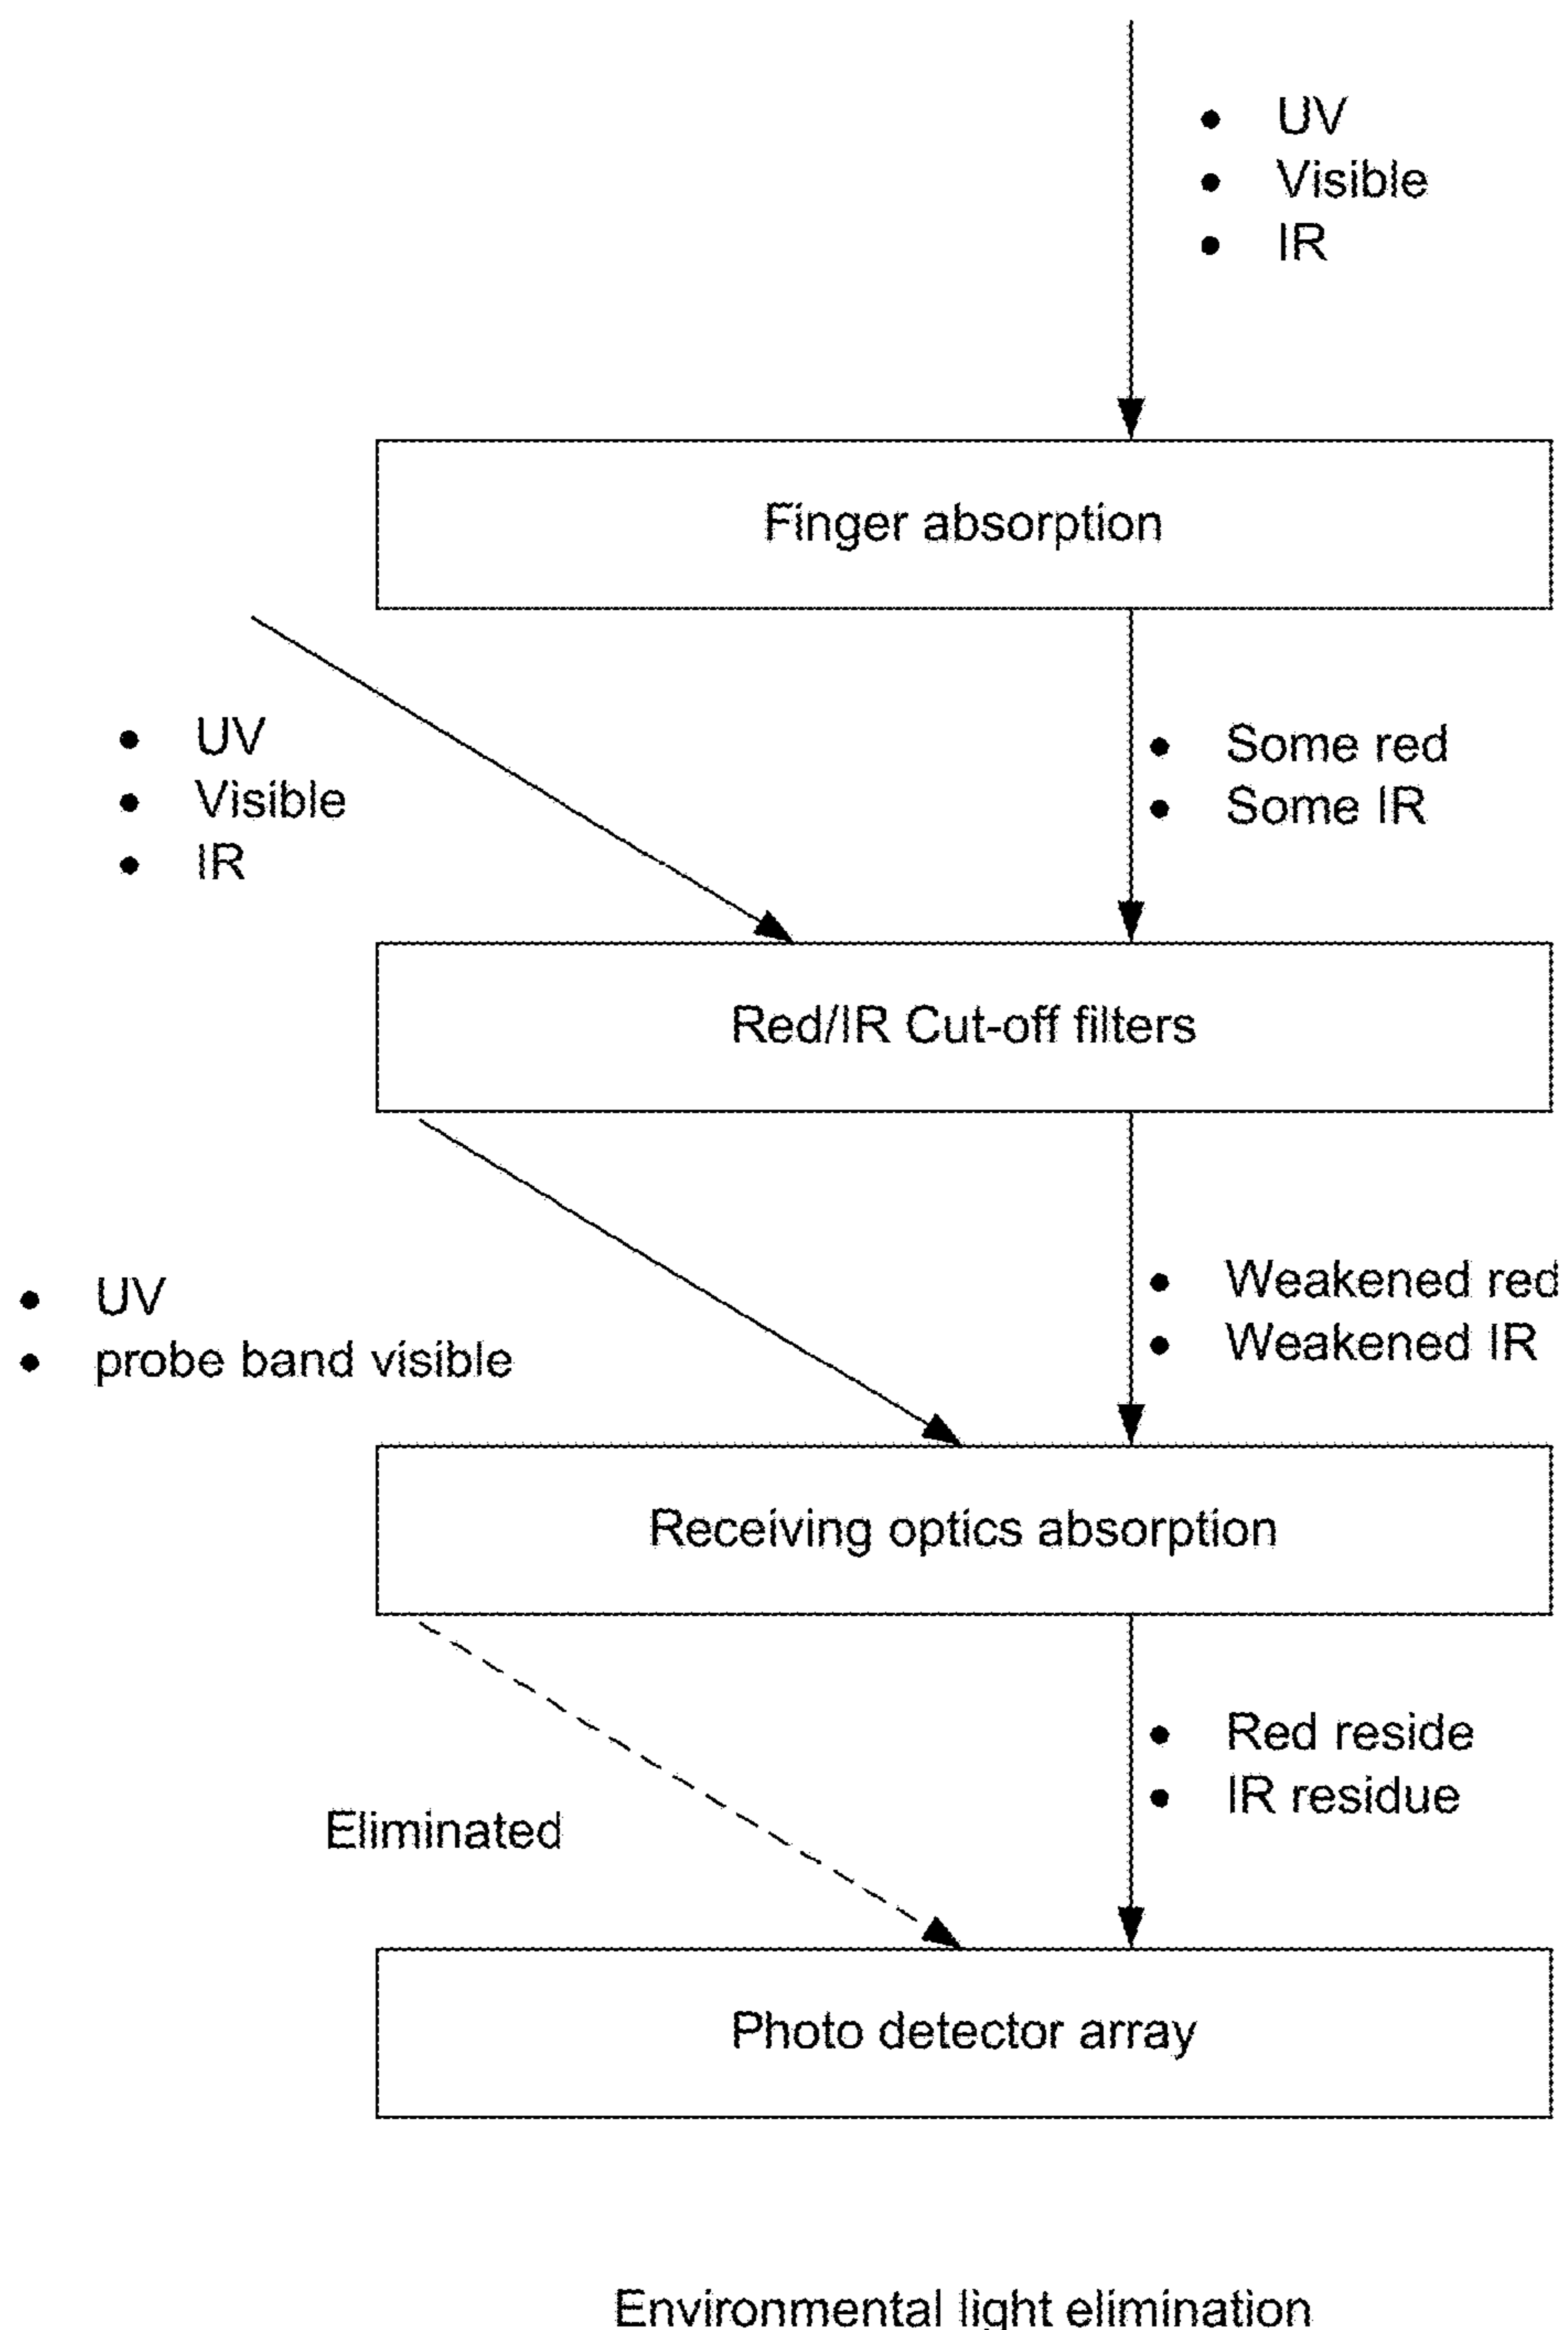 • UV
• Visible
• IR
Finger absorption
• UV
• Visible
• IR
• Some red
• Some IR
Red/IR Cut-off filters
• UV
• probe band visible
• Weakened red
• Weakened IR
Receiving optics absorption
Eliminated
• Red reside
• IR residue
Photo detector array
Environmental light elimination